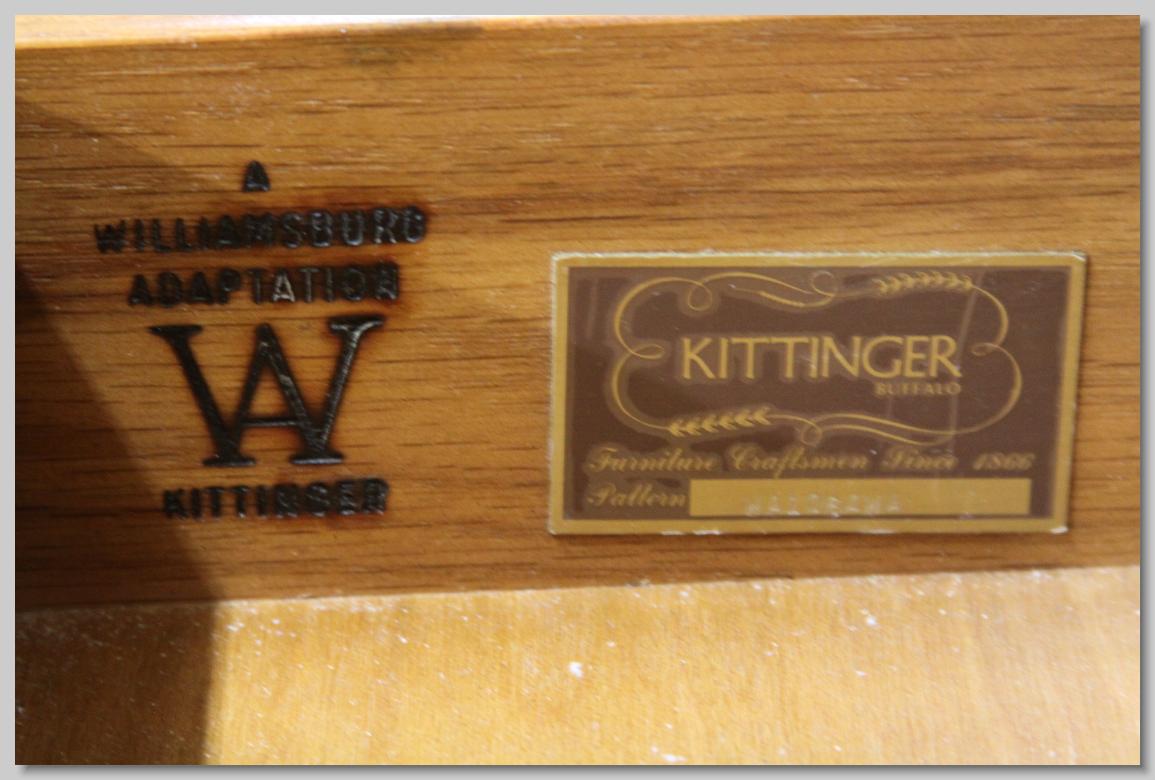 A
WILLIAMSBURG
ADAPTATION
W
KITTINGER
KITTINGER
BUFFALO
Furniture Craftsmen Since 1866
Pattern